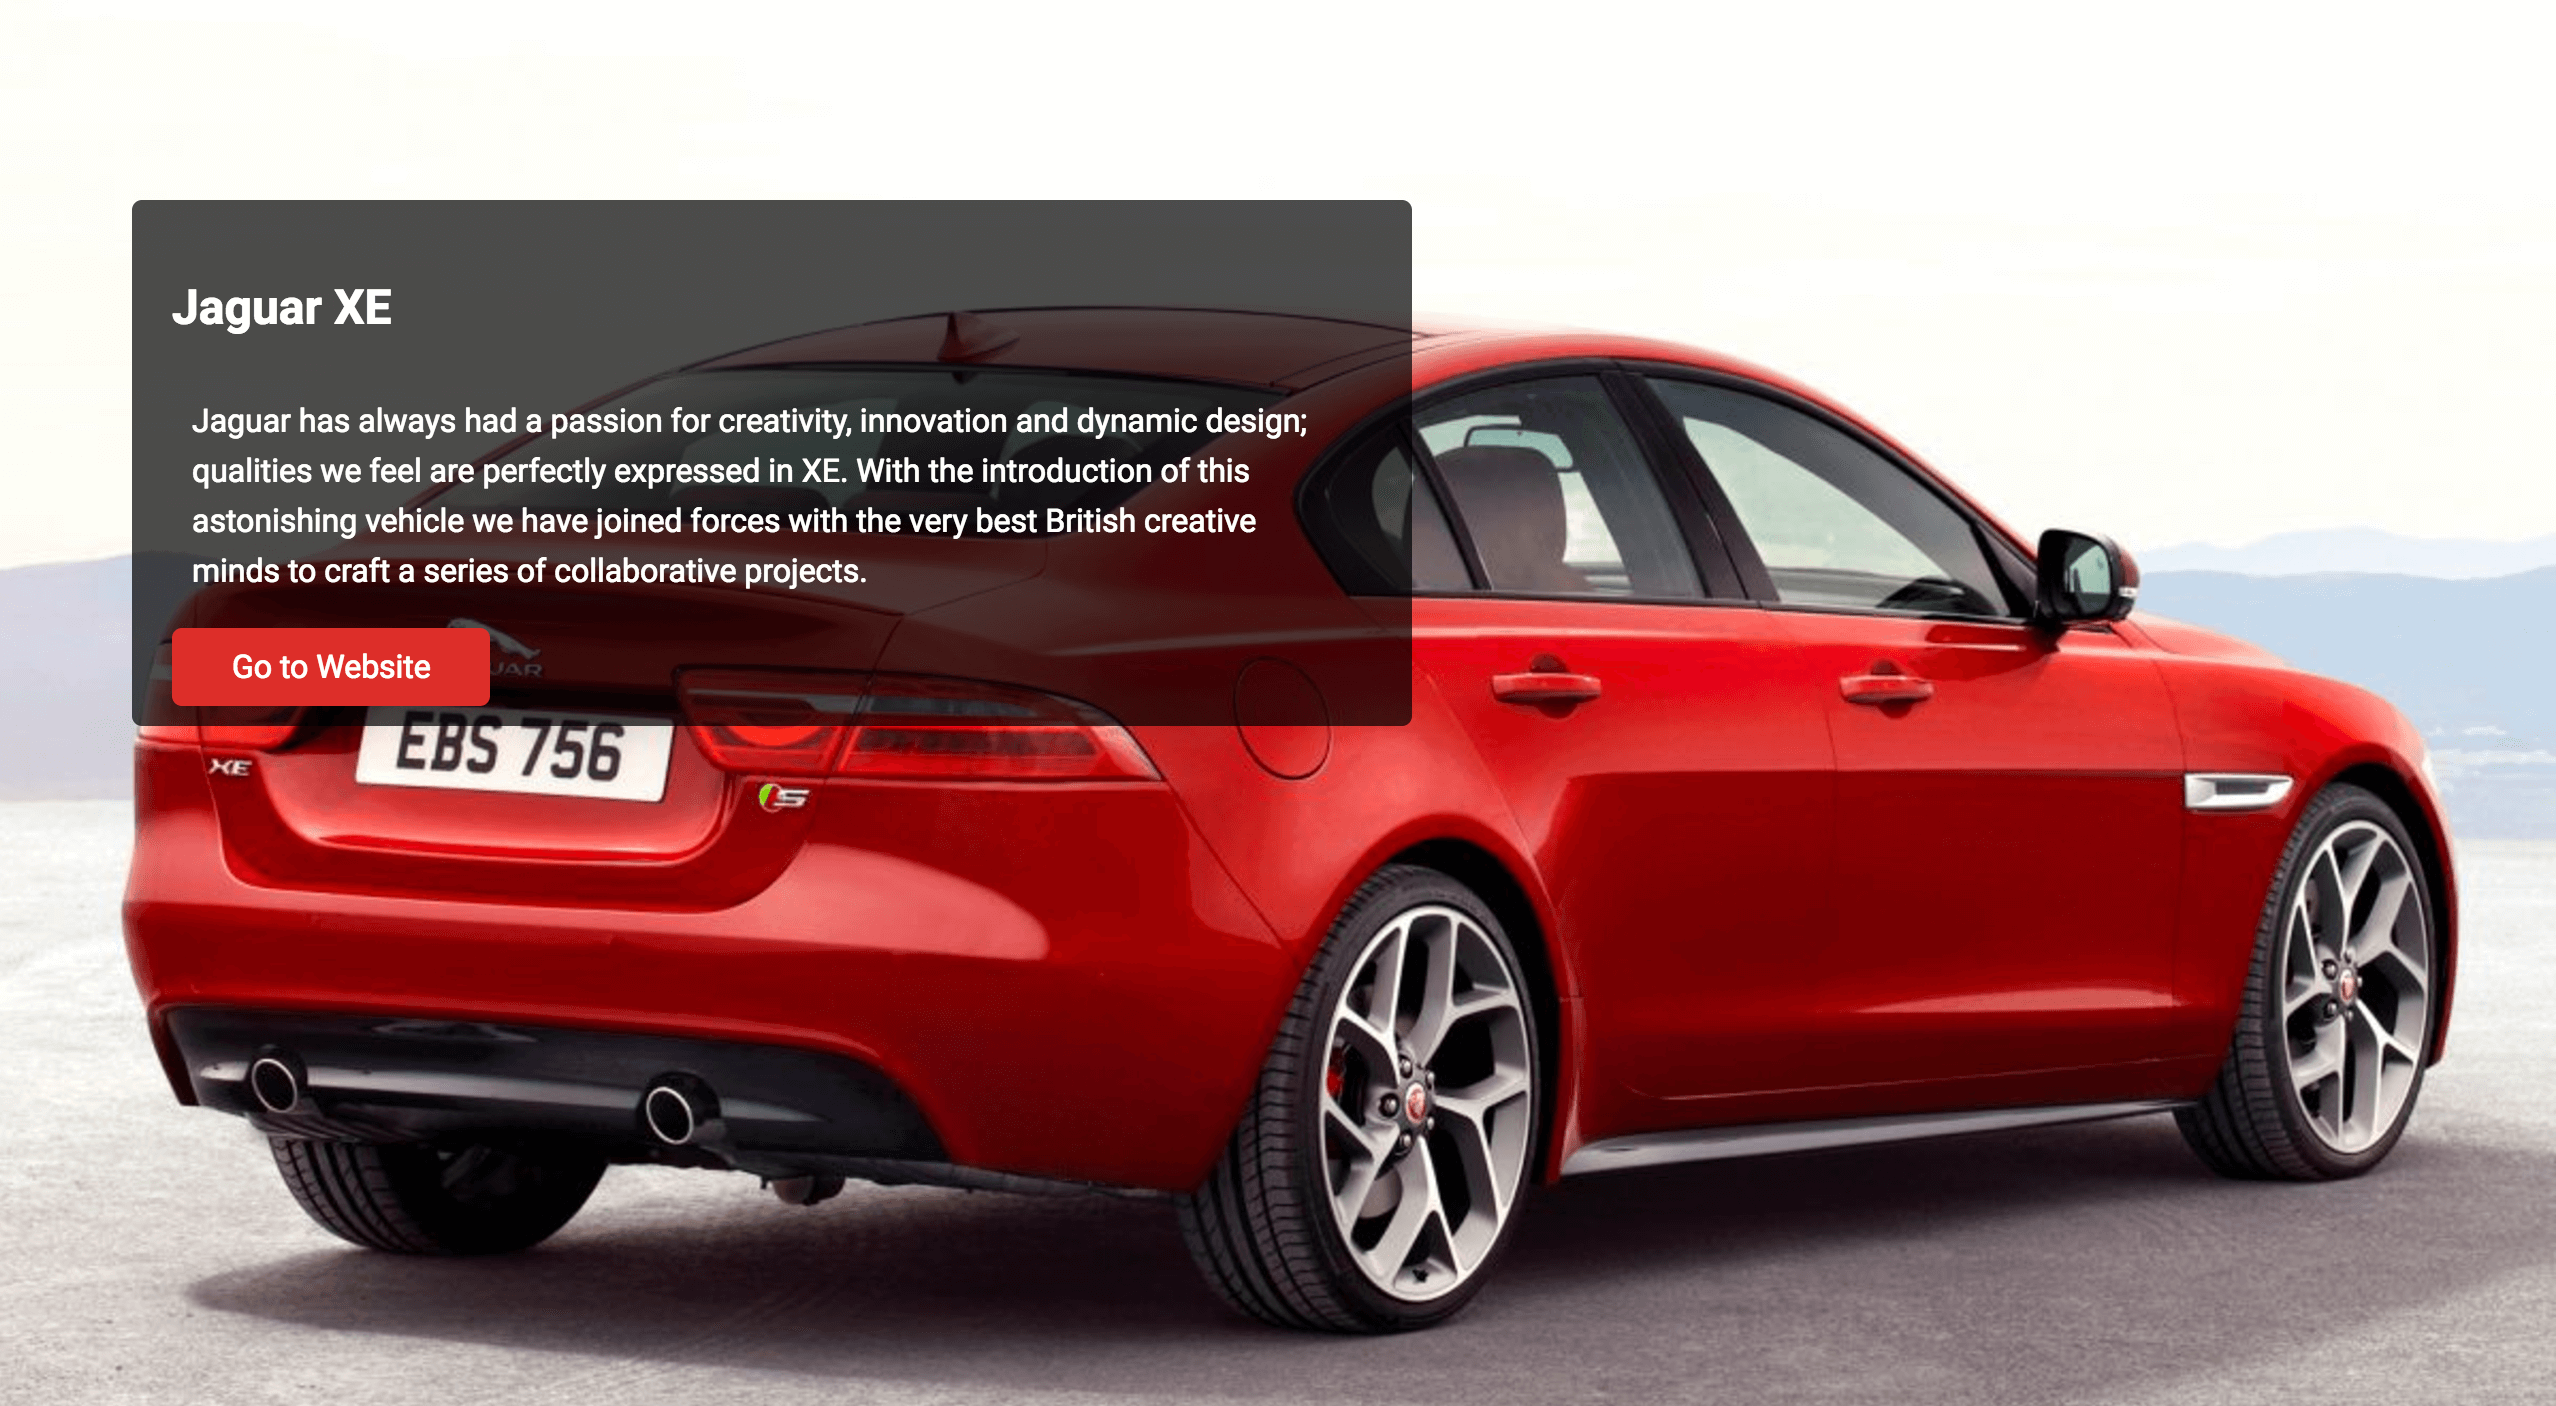 Jaguar XE
Jaguar has always had a passion for creativity, innovation and dynamic design;
qualities we feel are perfectly expressed in XE. With the introduction of this
astonishing vehicle we have joined forces with the very best British creative
minds to craft a series of collaborative projects.
Go to Website
UAR
EBS 756
XE
S